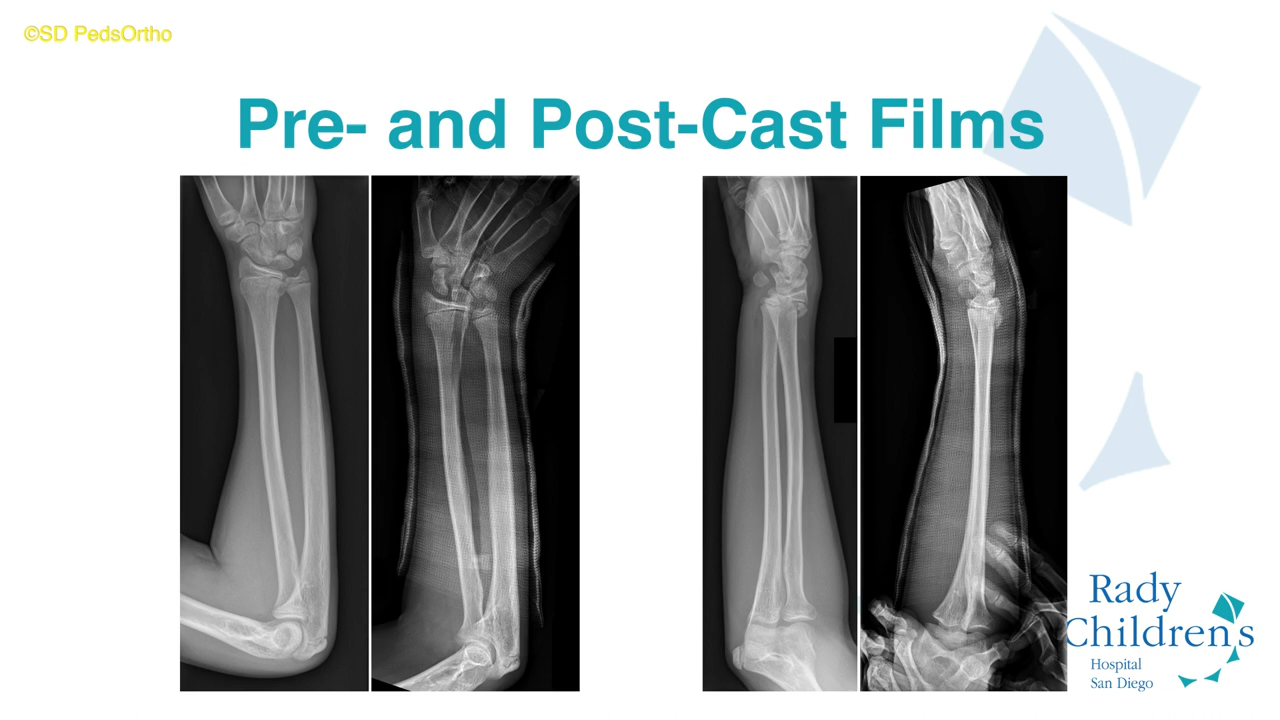 ©SD PedsOrtho
Pre- and Post-Cast Films
Rady
Children's
Hospital
San Diego